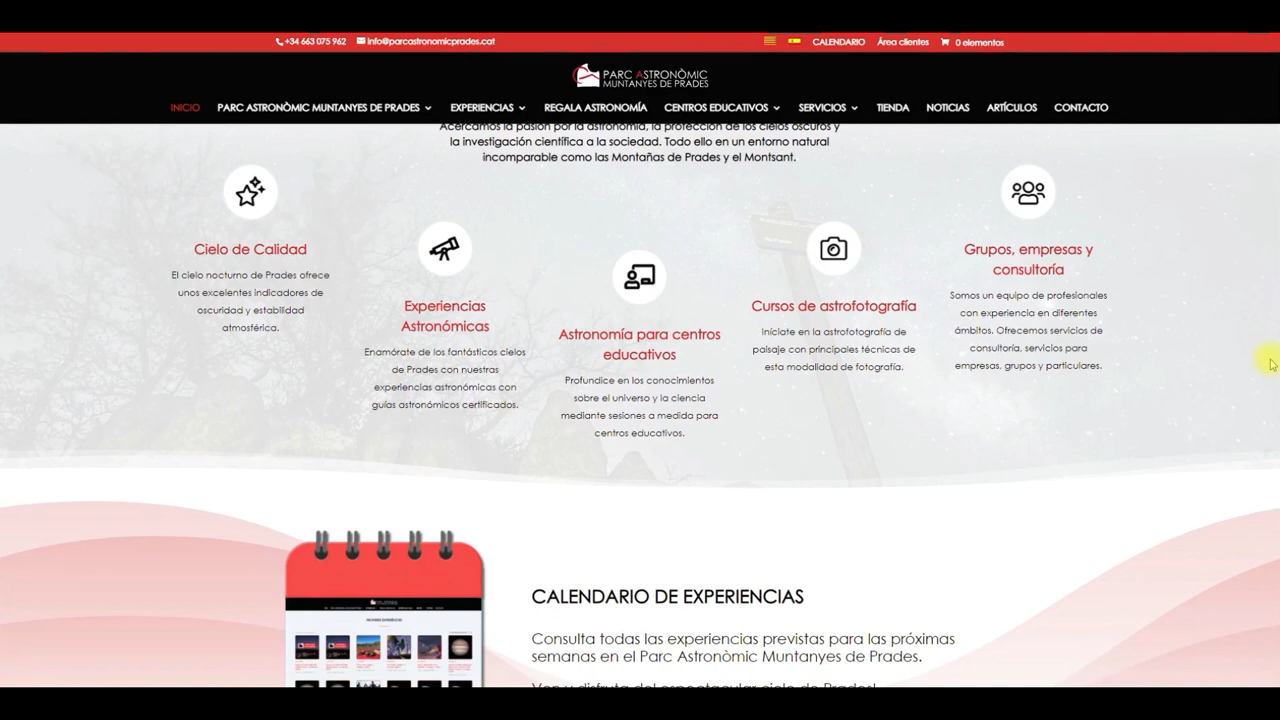 +34 663 075 962
info@parcastronomicprades.cat
CALENDARIO
Área clientes
0 elementos
PARC ASTRONÒMIC
MUNTANYES DE PRADES
INICIO
PARC ASTRONÒMIC MUNTANYES DE PRADES
EXPERIENCIAS
REGALA ASTRONOMÍA
CENTROS EDUCATIVOS
SERVICIOS
TIENDA
NOTICIAS
ARTÍCULOS
CONTACTO
Acercamos la pasión por la astronomía, la protección de los cielos oscuros y
la investigación científica a la sociedad. Todo ello en un entorno natural
incomparable como las Montañas de Prades y el Montsant.
Cielo de Calidad
El cielo nocturno de Prades ofrece
unos excelentes indicadores de
oscuridad y estabilidad
atmosférica.
Experiencias
Astronómicas
Enamórate de los fantásticos cielos
de Prades con nuestras
experiencias astronómicas con
guías astronómicos certificados.
Astronomía para centros
educativos
Profundice en los conocimientos
sobre el universo y la ciencia
mediante sesiones a medida para
centros educativos.
Cursos de astrofotografía
Iníciate en la astrofotografía de
paisaje con principales técnicas de
esta modalidad de fotografía.
Grupos, empresas y
consultoría
Somos un equipo de profesionales
con experiencia en diferentes
ámbitos. Ofrecemos servicios de
consultoría, servicios para
empresas, grupos y particulares.
CALENDARIO DE EXPERIENCIAS
Consulta todas las experiencias previstas para las próximas
semanas en el Parc Astronòmic Muntanyes de Prades.
Ven y disfruta del espectacular cielo de Prades!